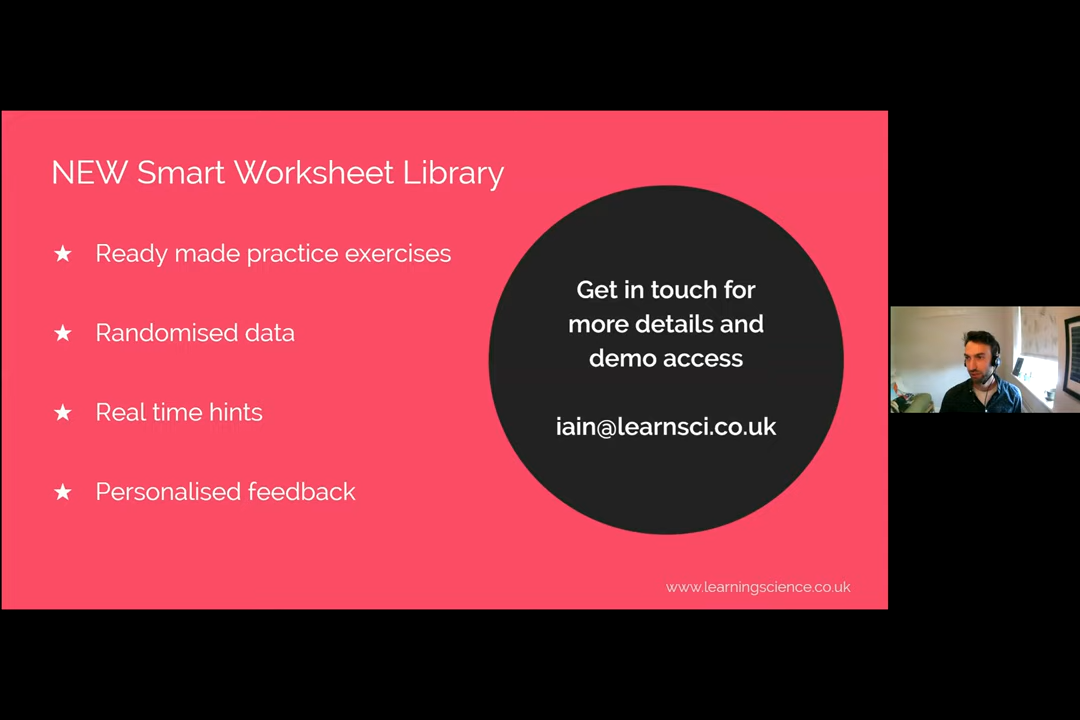 NEW Smart Worksheet Library
★ Ready made practice exercises
★ Randomised data
★ Real time hints
★ Personalised feedback
Get in touch for
more details and
demo access
iain@learnsci.co.uk
www.learningscience.co.uk